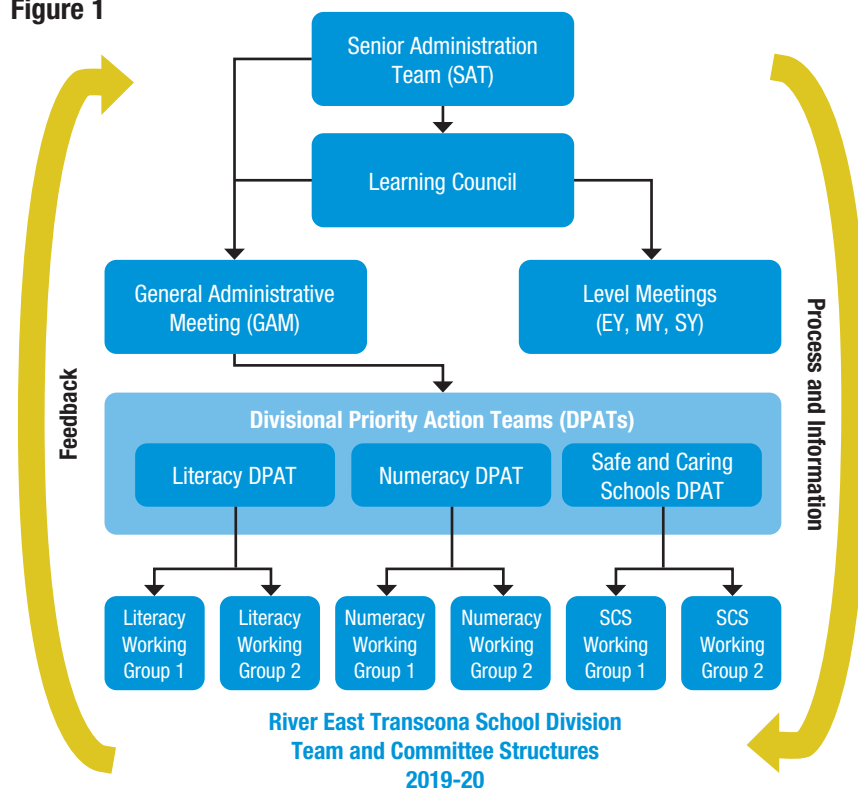 Figure 1
Senior Administration
Team (SAT)
Learning Council
General Administrative
Meeting (GAM)
Level Meetings
(EY, MY, SY)
Feedback
Process and Information
Divisional Priority Action Teams (DPATs)
Literacy DPAT
Numeracy DPAT
Safe and Caring
Schools DPAT
Literacy
Working
Group 1
Literacy
Working
Group 2
Numeracy
Working
Group 1
Numeracy
Working
Group 2
SCS
Working
Group 1
SCS
Working
Group 2
River East Transcona School Division
Team and Committee Structures
2019-20